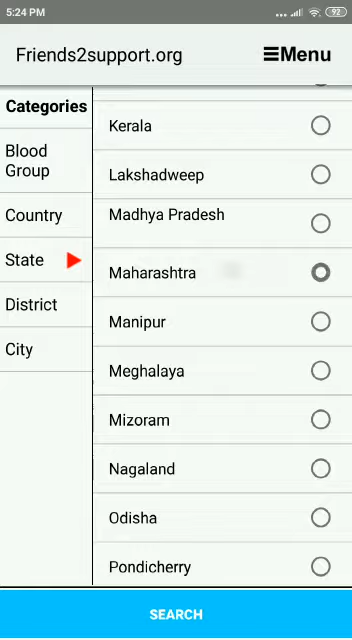 5:24 PM
92
Friends2support.org
☰Menu
Categories
Blood
Group
Country
State
District
City
Kerala
Lakshadweep
Madhya Pradesh
Maharashtra
Manipur
Meghalaya
Mizoram
Nagaland
Odisha
Pondicherry
SEARCH